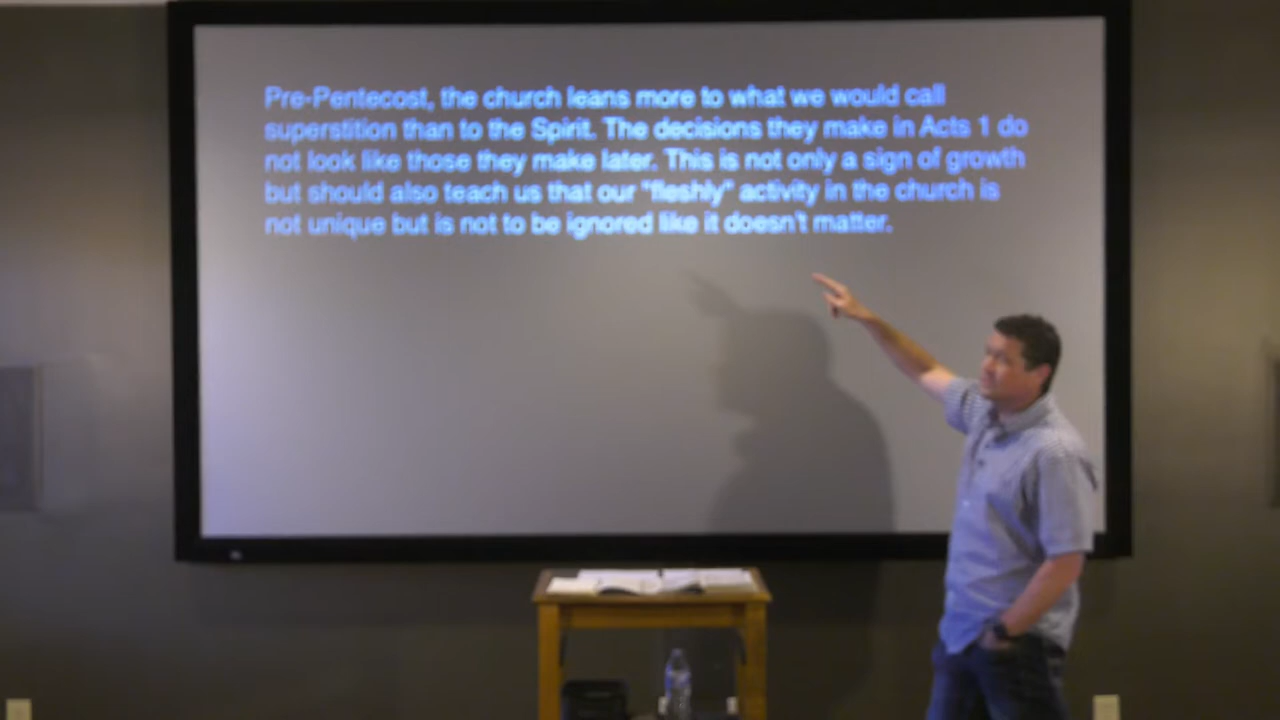 Pre-Pentecost, the church leans more to what we would call
superstition than to the Spirit. The decisions they make in Acts 1 do
not look like those they make later. This is not only a sign of growth
but should also teach us that our "fleshly" activity in the church is
not unique but is not to be ignored like it doesn't matter.